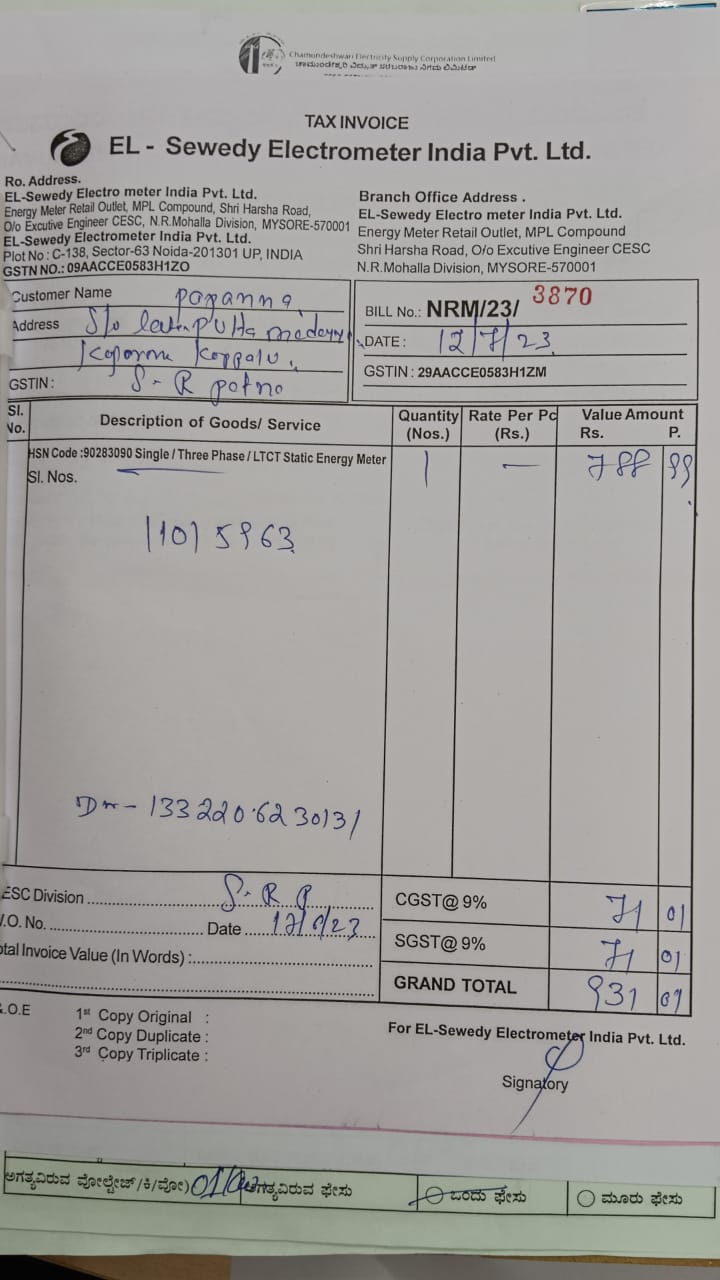 Chamundeshwari Electricity Supply Corporation Limited
ಚಾಮುಂಡೇಶ್ವರಿ ವಿದ್ಯುತ್ ಸರಬರಾಜು ನಿಗಮ ಲಿಮಿಟೆಡ್
TAX INVOICE
EL - Sewedy Electrometer India Pvt. Ltd.
Ro. Address.
EL-Sewedy Electro meter India Pvt. Ltd.
Energy Meter Retail Outlet, MPL Compound, Shri Harsha Road,
O/o Excutive Engineer CESC, N.R.Mohalla Division, MYSORE-570001
EL-Sewedy Electrometer India Pvt. Ltd.
Plot No : C-138, Sector-63 Noida-201301 UP, INDIA
GSTN NO.: 09AACCE0583H1ZO
Branch Office Address .
EL-Sewedy Electro meter India Pvt. Ltd.
Energy Meter Retail Outlet, MPL Compound
Shri Harsha Road, O/o Excutive Engineer CESC
N.R.Mohalla Division, MYSORE-570001
Customer Name papanna
Address S/o
Koppalu
GSTIN : S-R
BILL No.: NRM/23/ 3870
DATE : 12/7/23
GSTIN : 29AACCE0583H1ZM
Sl. No. Description of Goods/ Service Quantity (Nos.) Rate Per Pc (Rs.) Value Amount Rs. P.
HSN Code :90283090 Single / Three Phase / LTCT Static Energy Meter 1 — 788 99
Sl. Nos.
11015963
1332206230131
ESC Division S-R P CGST@ 9% 71 01
.O. No. Date SGST@ 9% 71 01
otal Invoice Value (In Words) : GRAND TOTAL 931 01
.O.E 1st Copy Original :
2nd Copy Duplicate :
3rd Copy Triplicate :
For EL-Sewedy Electrometer India Pvt. Ltd.
Signatory
ಅಗತ್ಯವಿರುವ ವೋಲ್ಟೇಜ್/ಕಿ/ವೋ) ಅಗತ್ಯವಿರುವ ಫೇಸು ಒಂದು ಫೇಸು ಮೂರು ಫೇಸು